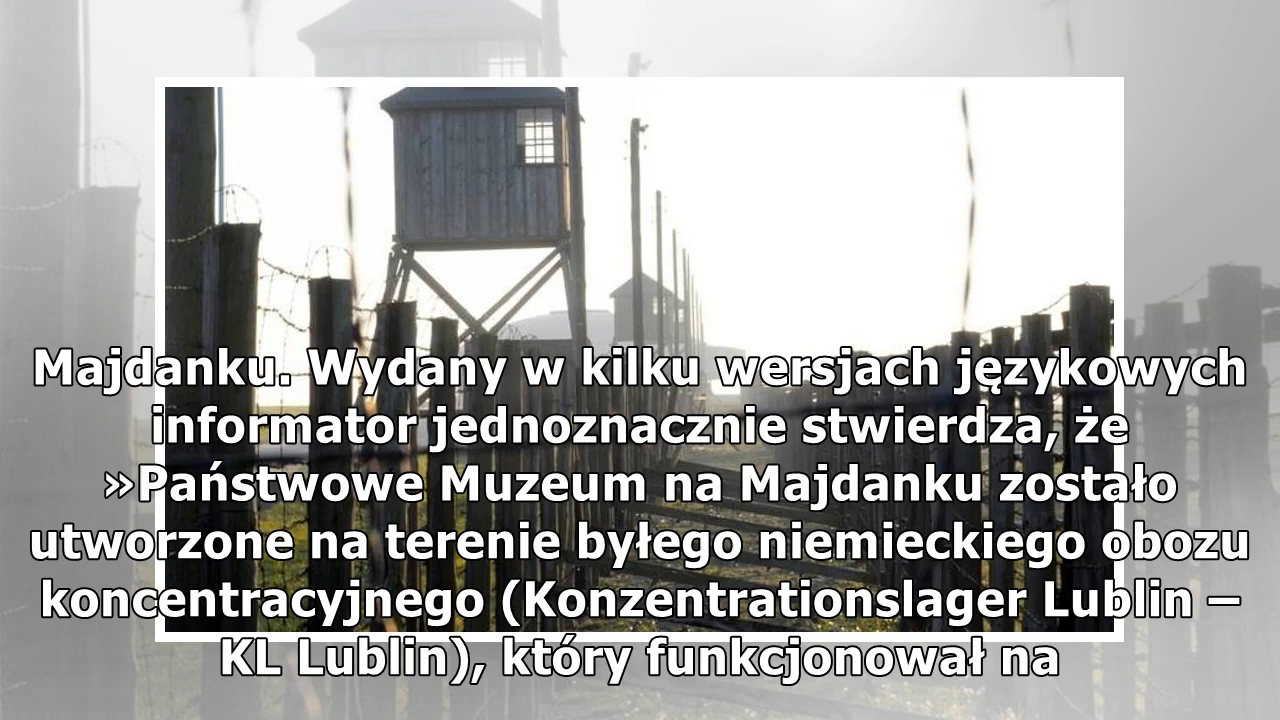 Majdanku. Wydany w kilku wersjach językowych
informator jednoznacznie stwierdza, że
»Państwowe Muzeum na Majdanku zostało
utworzone na terenie byłego niemieckiego obozu
koncentracyjnego (Konzentrationslager Lublin –
KL Lublin), który funkcjonował na